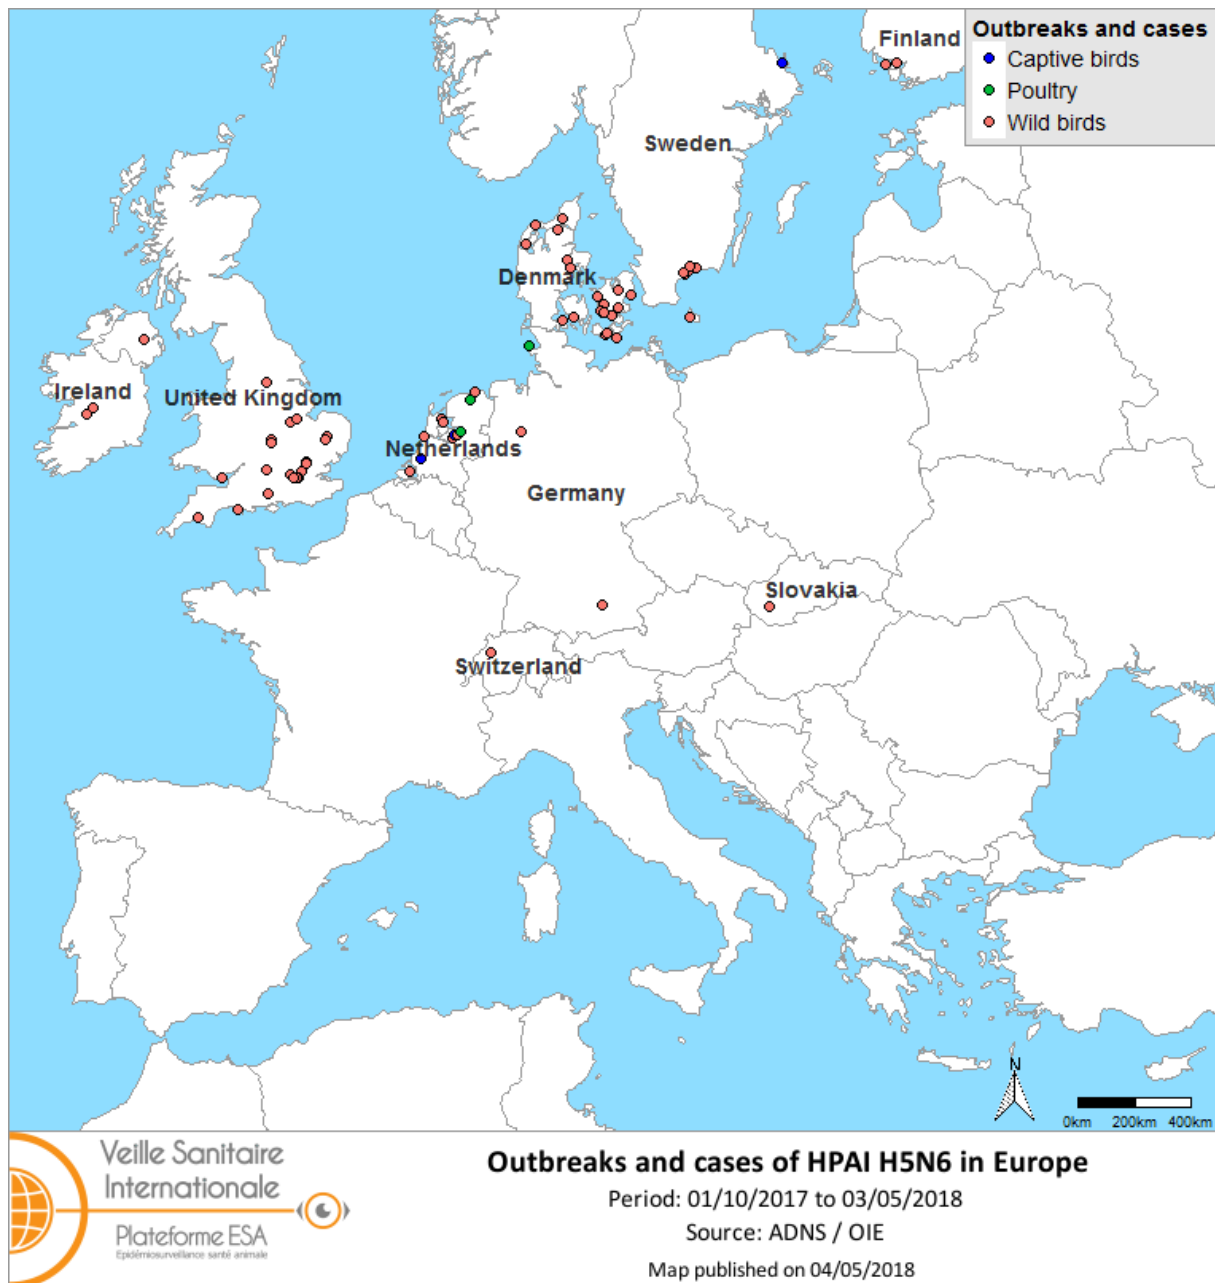 Outbreaks and cases
Captive birds
Poultry
Wild birds
Finland
Sweden
Denmark
Ireland
United Kingdom
Netherlands
Germany
Slovakia
Switzerland
N
0km 200km 400km
Veille Sanitaire
Internationale
Plateforme ESA
Epidémiosurveillance santé animale
Outbreaks and cases of HPAI H5N6 in Europe
Period: 01/10/2017 to 03/05/2018
Source: ADNS / OIE
Map published on 04/05/2018